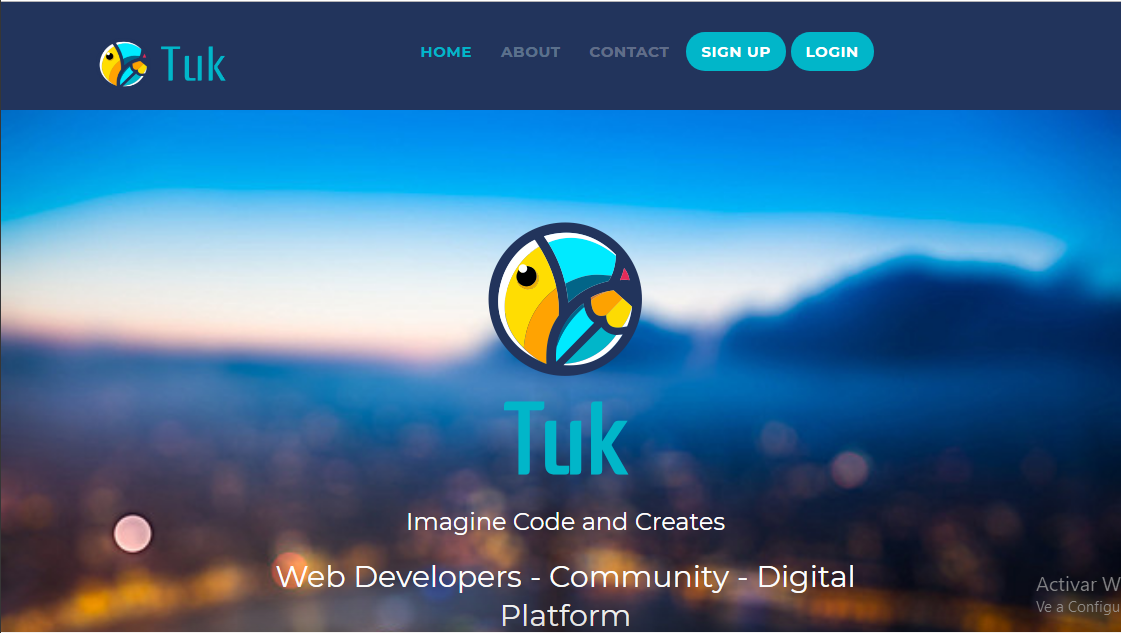 Tuk
HOME ABOUT CONTACT SIGN UP LOGIN
Tuk
Imagine Code and Creates
Web Developers - Community - Digital
Platform
Activar W
Ve a Configu